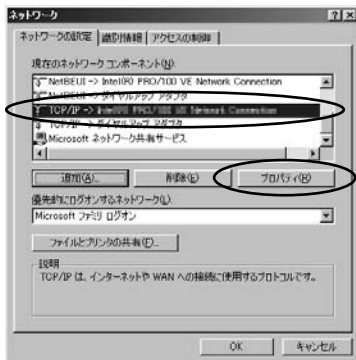 ネットワーク
ネットワークの設定 識別情報 アクセスの制御
現在のネットワーク コンポーネント(N):
NetBEUI -> Intel(R) PRO/100 VE Network Connection
NetBEUI -> ダイヤルアップ アダプタ
TCP/IP -> Intel(R) PRO/100 VE Network Connection
TCP/IP -> ダイヤルアップ アダプタ
Microsoft ネットワーク共有サービス
追加(A)... 削除(E) プロパティ(R)
優先的にログオンするネットワーク(L):
Microsoft ファミリ ログオン
ファイルとプリンタの共有(F)...
説明
TCP/IP は、インターネットや WAN への接続に使用するプロトコルです。
OK キャンセル